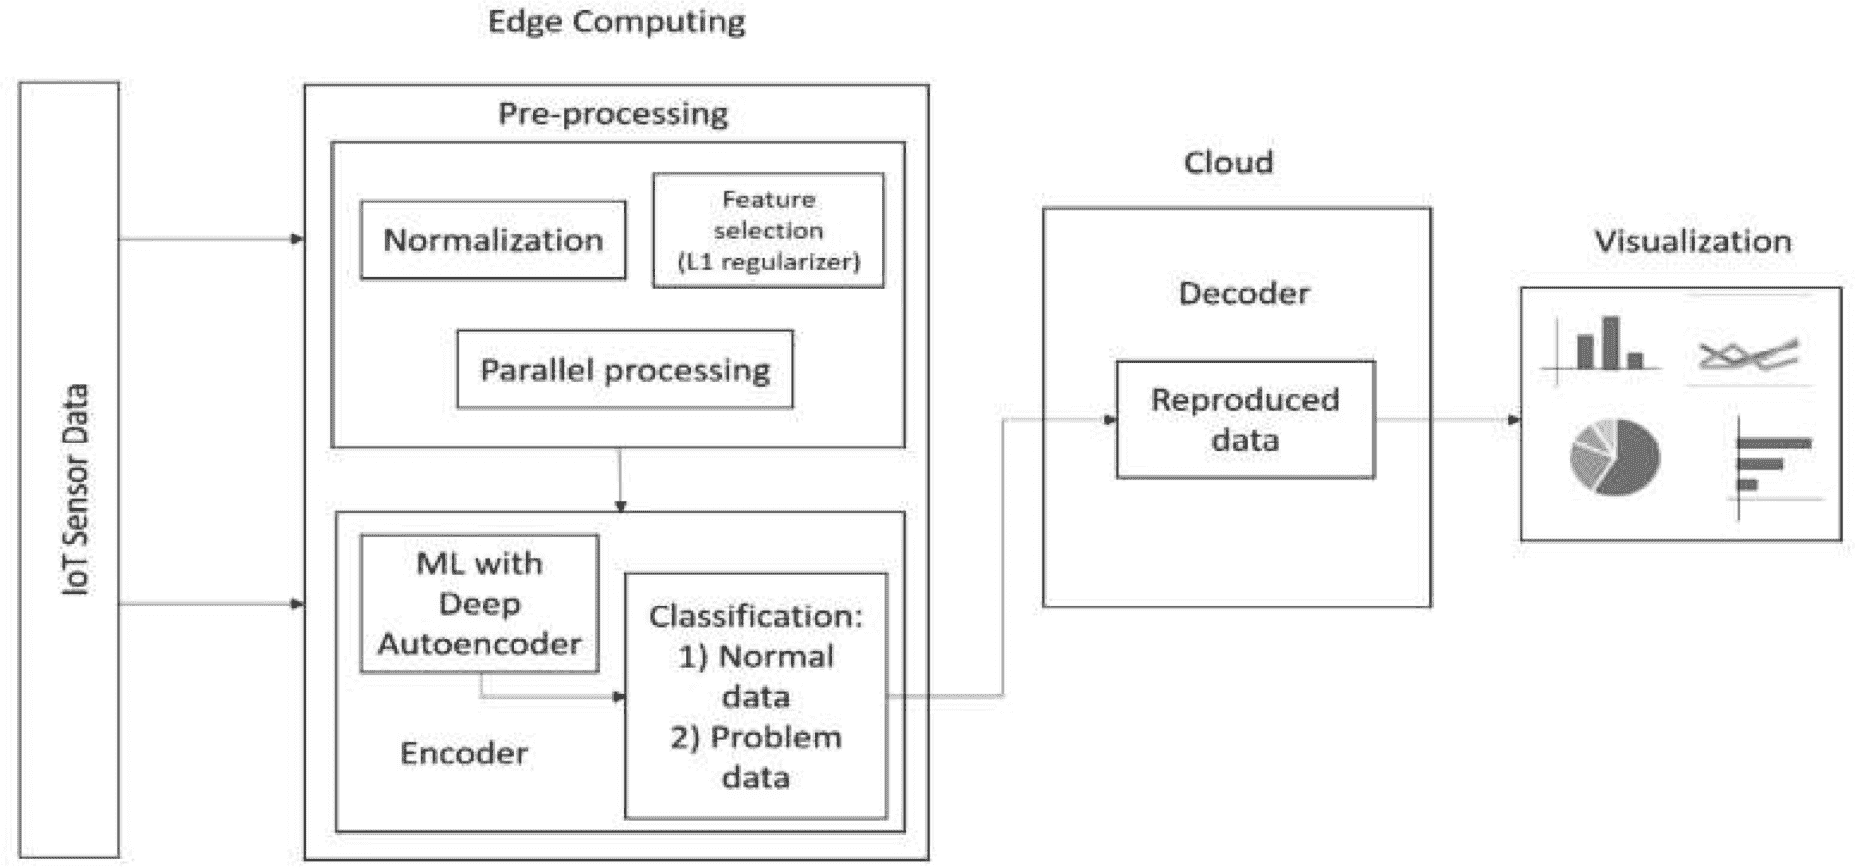 Edge Computing
IoT Sensor Data
Pre-processing
Normalization
Feature
selection
(L1 regularizer)
Parallel processing
ML with
Deep
Autoencoder
Encoder
Classification:
1) Normal
data
2) Problem
data
Cloud
Decoder
Reproduced
data
Visualization